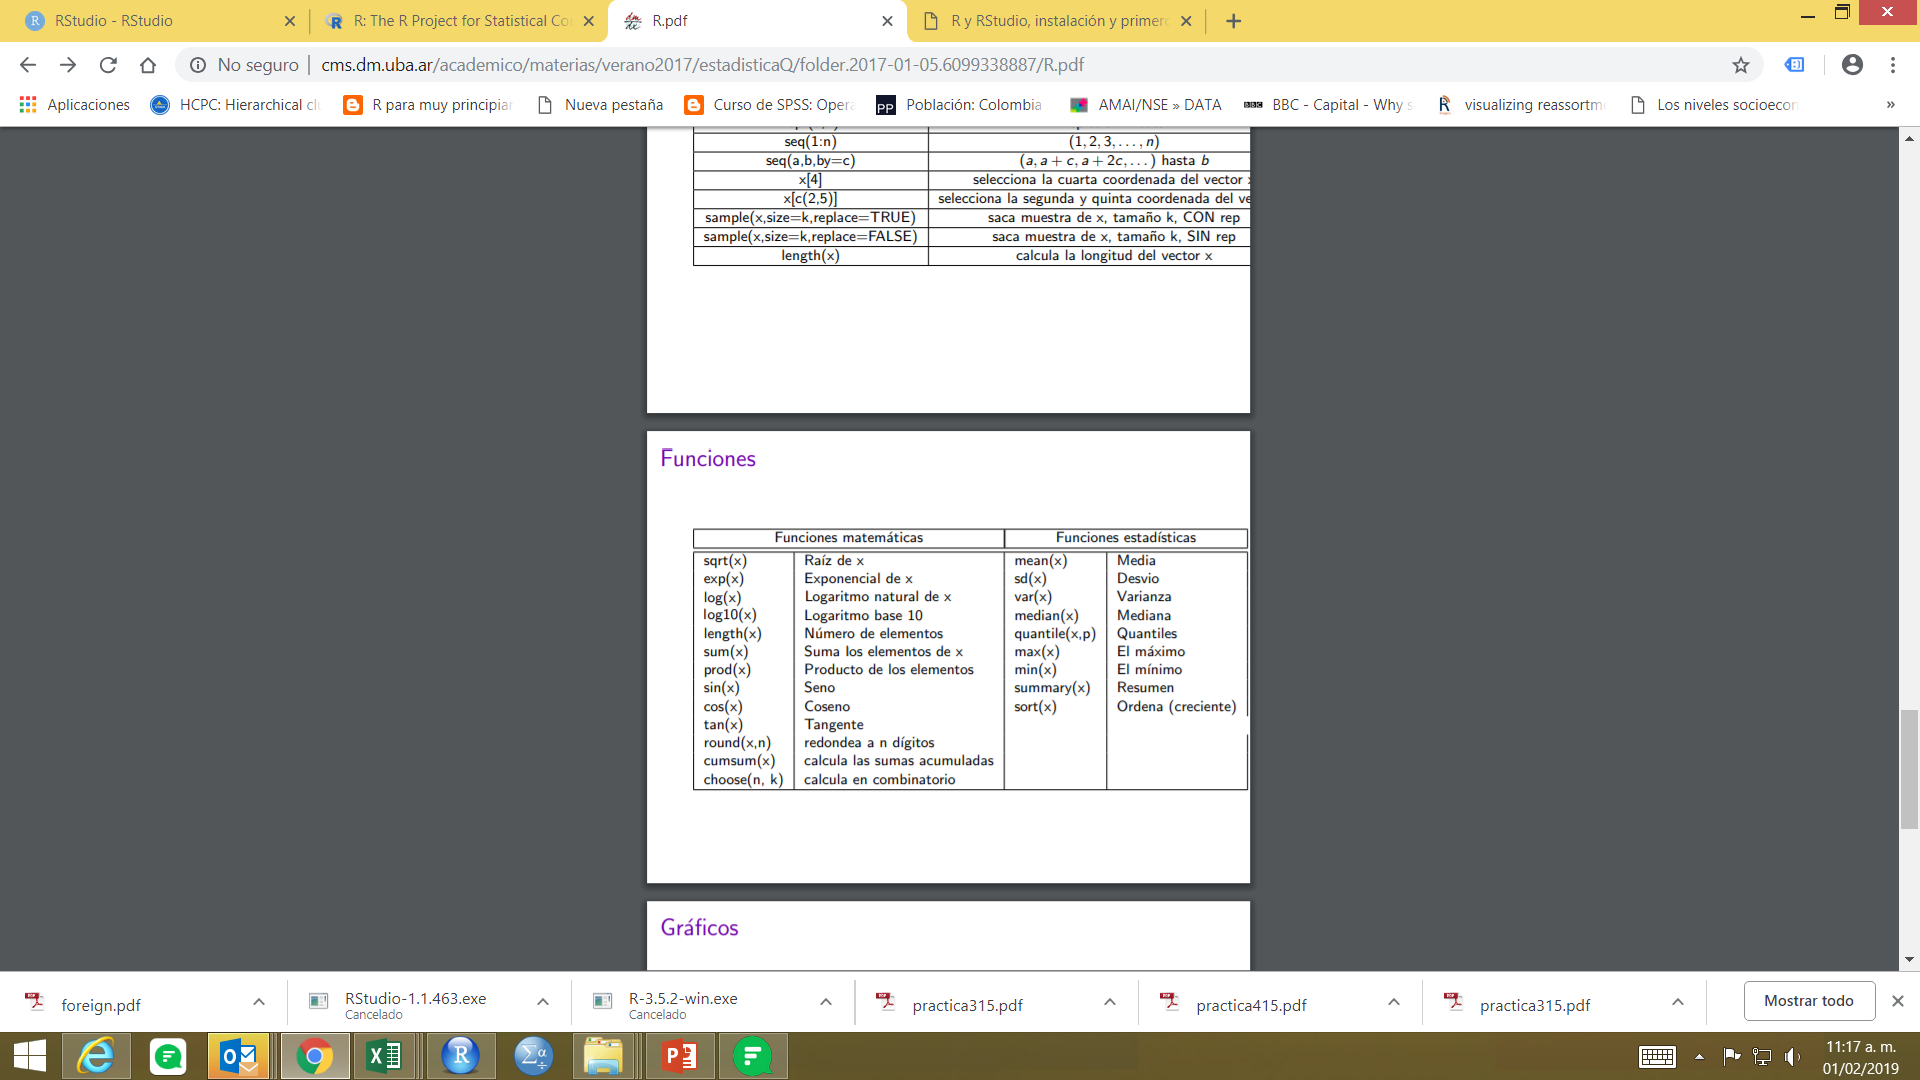 RStudio - RStudio
R: The R Project for Statistical Co
R.pdf
R y RStudio, instalación y primero
No seguro
cms.dm.uba.ar/academico/materias/verano2017/estadisticaQ/folder.2017-01-05.6099338887/R.pdf
Aplicaciones
HCPC: Hierarchical cl
R para muy principian
Nueva pestaña
Curso de SPSS: Opera
Población: Colombia
AMAI/NSE » DATA
BBC - Capital - Why s
visualizing reassortm
Los niveles socioecon
»
seq(1:n) (1, 2, 3, . . . , n)
seq(a,b,by=c) (a, a + c, a + 2c, . . . ) hasta b
x[4] selecciona la cuarta coordenada del vector x
x[c(2,5)] selecciona la segunda y quinta coordenada del ve
sample(x,size=k,replace=TRUE) saca muestra de x, tamaño k, CON rep
sample(x,size=k,replace=FALSE) saca muestra de x, tamaño k, SIN rep
length(x) calcula la longitud del vector x
Funciones
Funciones matemáticas Funciones estadísticas
sqrt(x) Raíz de x mean(x) Media
exp(x) Exponencial de x sd(x) Desvio
log(x) Logaritmo natural de x var(x) Varianza
log10(x) Logaritmo base 10 median(x) Mediana
length(x) Número de elementos quantile(x,p) Quantiles
sum(x) Suma los elementos de x max(x) El máximo
prod(x) Producto de los elementos min(x) El mínimo
sin(x) Seno summary(x) Resumen
cos(x) Coseno sort(x) Ordena (creciente)
tan(x) Tangente
round(x,n) redondea a n dígitos
cumsum(x) calcula las sumas acumuladas
choose(n, k) calcula en combinatorio
Gráficos
foreign.pdf
RStudio-1.1.463.exe
Cancelado
R-3.5.2-win.exe
Cancelado
practica315.pdf
practica415.pdf
practica315.pdf
Mostrar todo
11:17 a. m.
01/02/2019